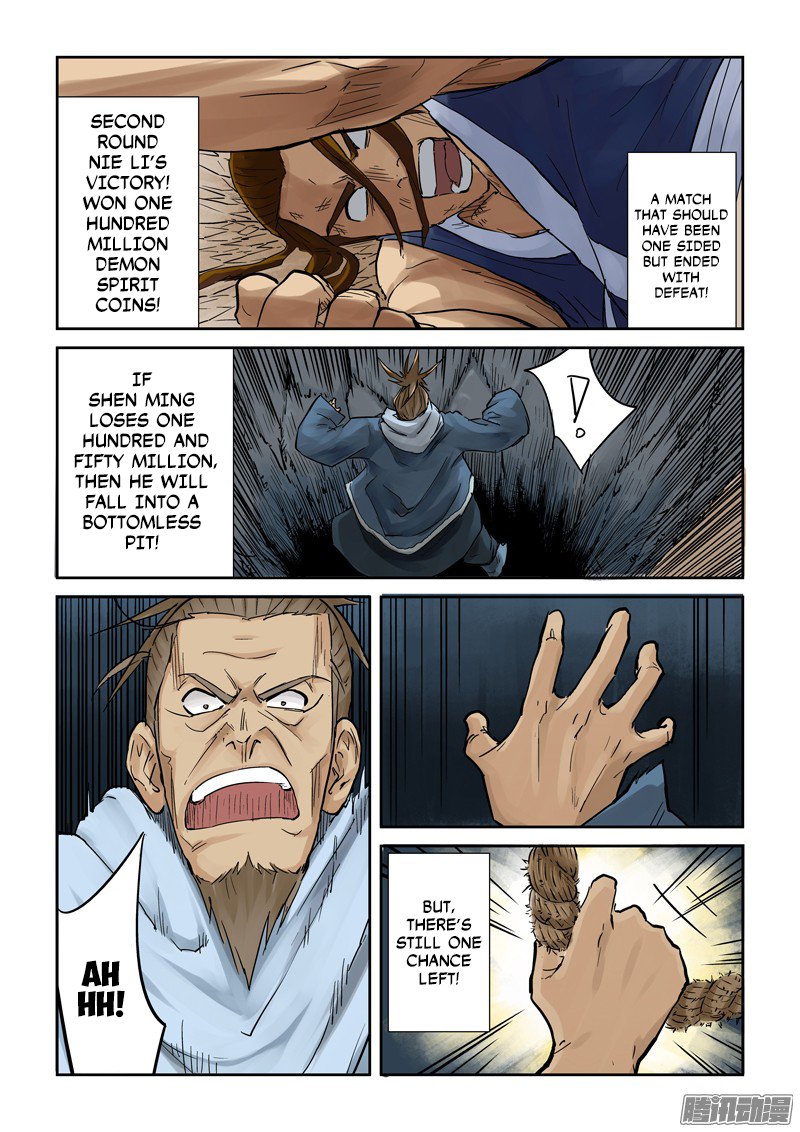 SECOND
ROUND
NIE LI'S
VICTORY!
WON ONE
HUNDRED
MILLION
DEMON
SPIRIT
COINS!
A MATCH
THAT SHOULD
HAVE BEEN
ONE SIDED
BUT ENDED
WITH
DEFEAT!
IF
SHEN MING
LOSES ONE
HUNDRED AND
FIFTY MILLION,
THEN HE WILL
FALL INTO A
BOTTOMLESS
PIT!
!
AH
HH!
BUT,
THERE'S
STILL ONE
CHANCE
LEFT!
腾讯动漫